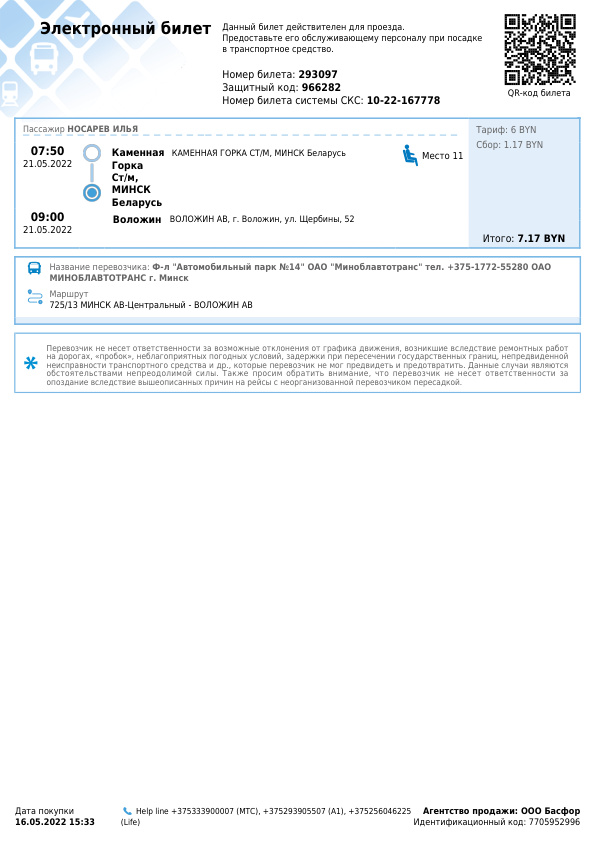 Электронный билет
Данный билет действителен для проезда.
Предоставьте его обслуживающему персоналу при посадке
в транспортное средство.
Номер билета: 293097
Защитный код: 966282
Номер билета системы СКС: 10-22-167778
QR-код билета
Пассажир НОСАРЕВ ИЛЬЯ
07:50
21.05.2022
Каменная
Горка
Ст/м,
МИНСК
Беларусь
КАМЕННАЯ ГОРКА СТ/М, МИНСК Беларусь
Место 11
09:00
21.05.2022
Воложин
ВОЛОЖИН АВ, г. Воложин, ул. Щербины, 52
Тариф: 6 BYN
Сбор: 1.17 BYN
Итого: 7.17 BYN
Название перевозчика: Ф-л "Автомобильный парк №14" ОАО "Миноблавтотранс" тел. +375-1772-55280 ОАО
МИНОБЛАВТОТРАНС г. Минск
Маршрут
725/13 МИНСК АВ-Центральный - ВОЛОЖИН АВ
Перевозчик не несет ответственности за возможные отклонения от графика движения, возникшие вследствие ремонтных работ
на дорогах, «пробок», неблагоприятных погодных условий, задержки при пересечении государственных границ, непредвиденной
неисправности транспортного средства и др., которые перевозчик не мог предвидеть и предотвратить. Данные случаи являются
обстоятельствами непреодолимой силы. Также просим обратить внимание, что перевозчик не несет ответственности за
опоздание вследствие вышеописанных причин на рейсы с неорганизованной перевозчиком пересадкой.
Дата покупки
16.05.2022 15:33
Help line +375333900007 (МТС), +375293905507 (A1), +375256046225
(Life)
Агентство продажи: ООО Басфор
Идентификационный код: 7705952996